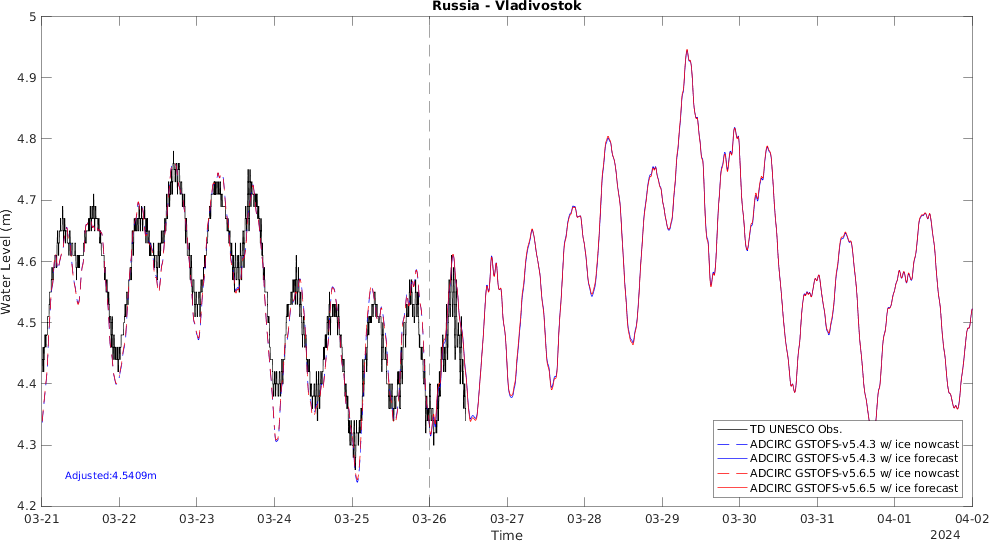 Russia - Vladivostok
5
4.9
4.8
4.7
4.6
4.5
4.4
4.3
4.2
Water Level (m)
Adjusted:4.5409m
TD UNESCO Obs.
ADCIRC GSTOFS-v5.4.3 w/ ice nowcast
ADCIRC GSTOFS-v5.4.3 w/ ice forecast
ADCIRC GSTOFS-v5.6.5 w/ ice nowcast
ADCIRC GSTOFS-v5.6.5 w/ ice forecast
03-21 03-22 03-23 03-24 03-25 03-26 03-27 03-28 03-29 03-30 03-31 04-01 04-02
Time
2024